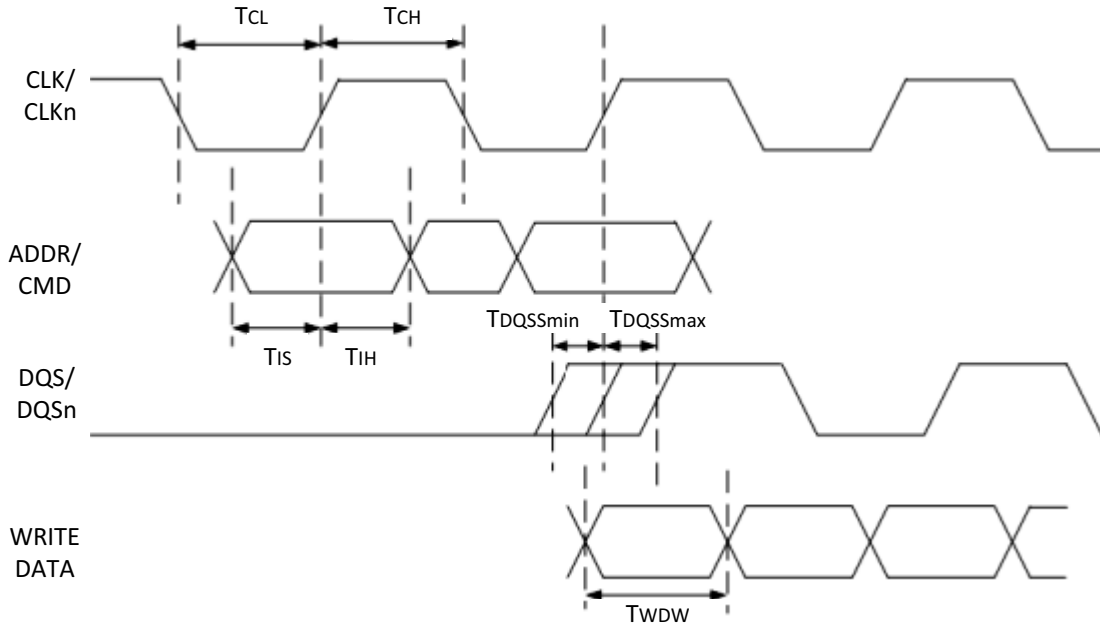 TCL
TCH
CLK/
CLKn
ADDR/
CMD
TIS
TIH
TDQSSmin
TDQSSmax
DQS/
DQSn
WRITE
DATA
TWDW